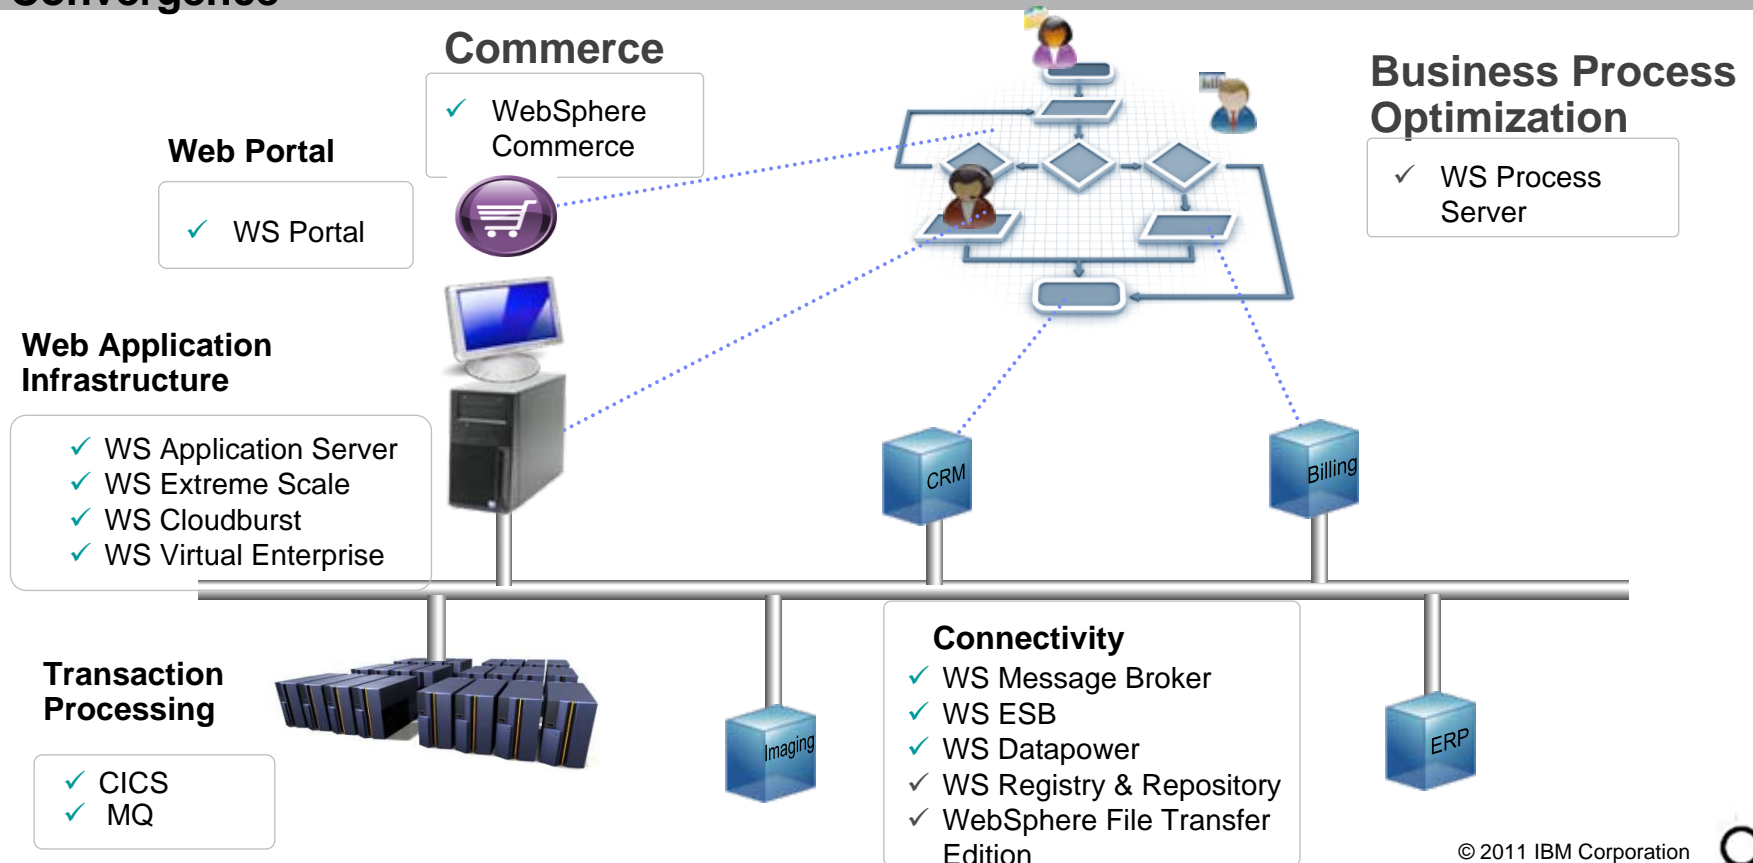 Convergence
Commerce
✓ WebSphere
Commerce
Business Process
Optimization
✓ WS Process
Server
Web Portal
✓ WS Portal
Web Application
Infrastructure
✓ WS Application Server
✓ WS Extreme Scale
✓ WS Cloudburst
✓ WS Virtual Enterprise
CRM
Billing
Transaction
Processing
✓ CICS
✓ MQ
Imaging
Connectivity
✓ WS Message Broker
✓ WS ESB
✓ WS Datapower
✓ WS Registry & Repository
✓ WebSphere File Transfer
Edition
ERP
© 2011 IBM Corporation